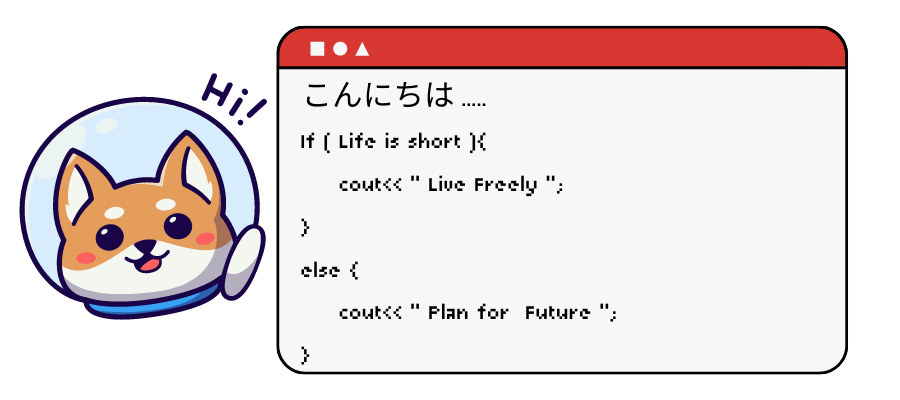 Hi!
こんにちは .....
If ( Life is short ){
cout<< " Live Freely ";
}
else {
cout<< " Plan for  Future ";
}